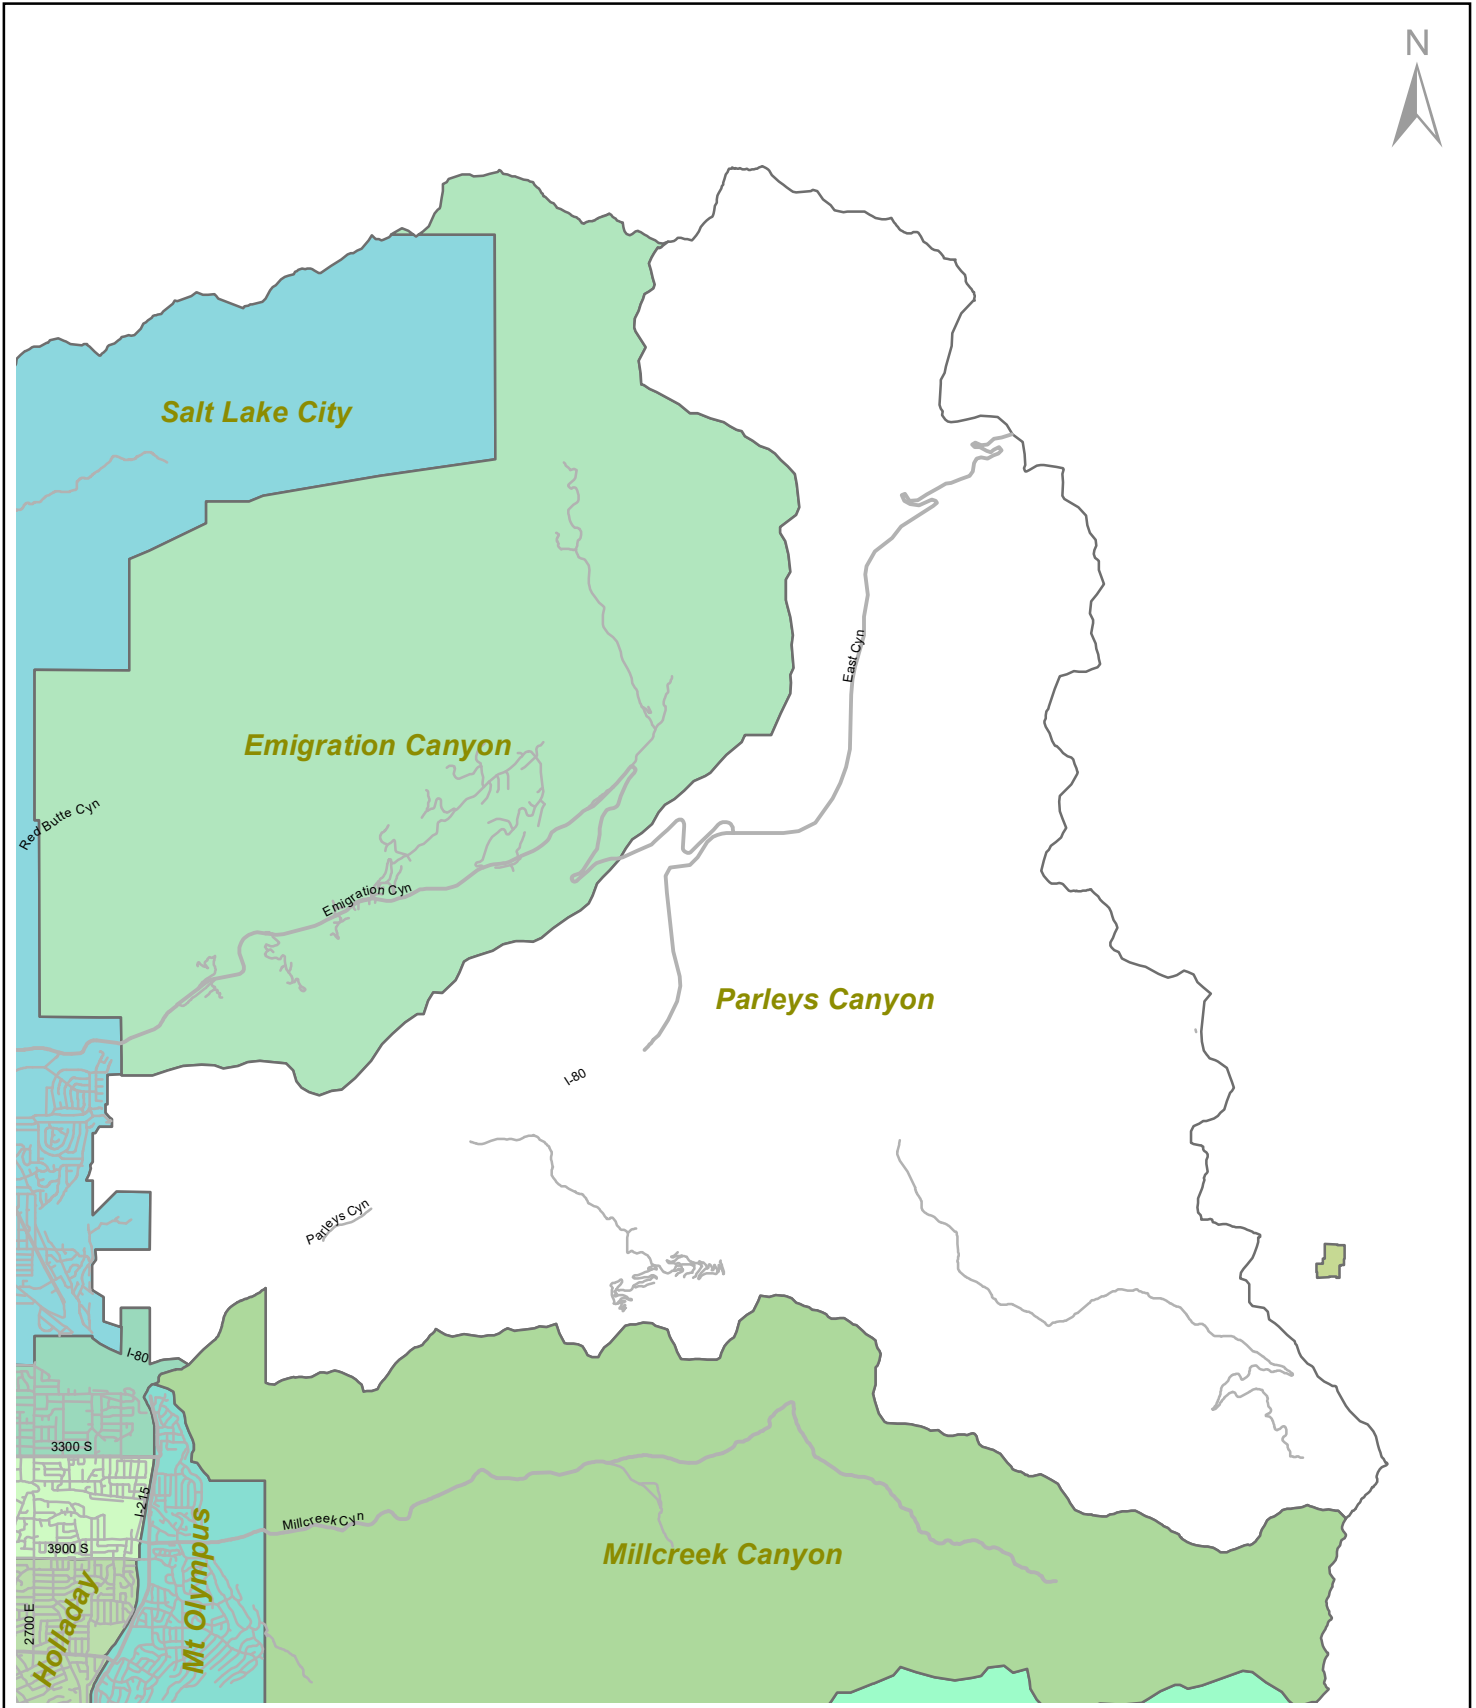 N
Salt Lake City
East Cyn
Emigration Canyon
Red Butte Cyn
Emigration Cyn
Parleys Canyon
I-80
Parleys Cyn
I-80
3300 S
I-215
Millcreek Cyn
3900 S
Millcreek Canyon
Mt Olympus
Holladay
2700 E